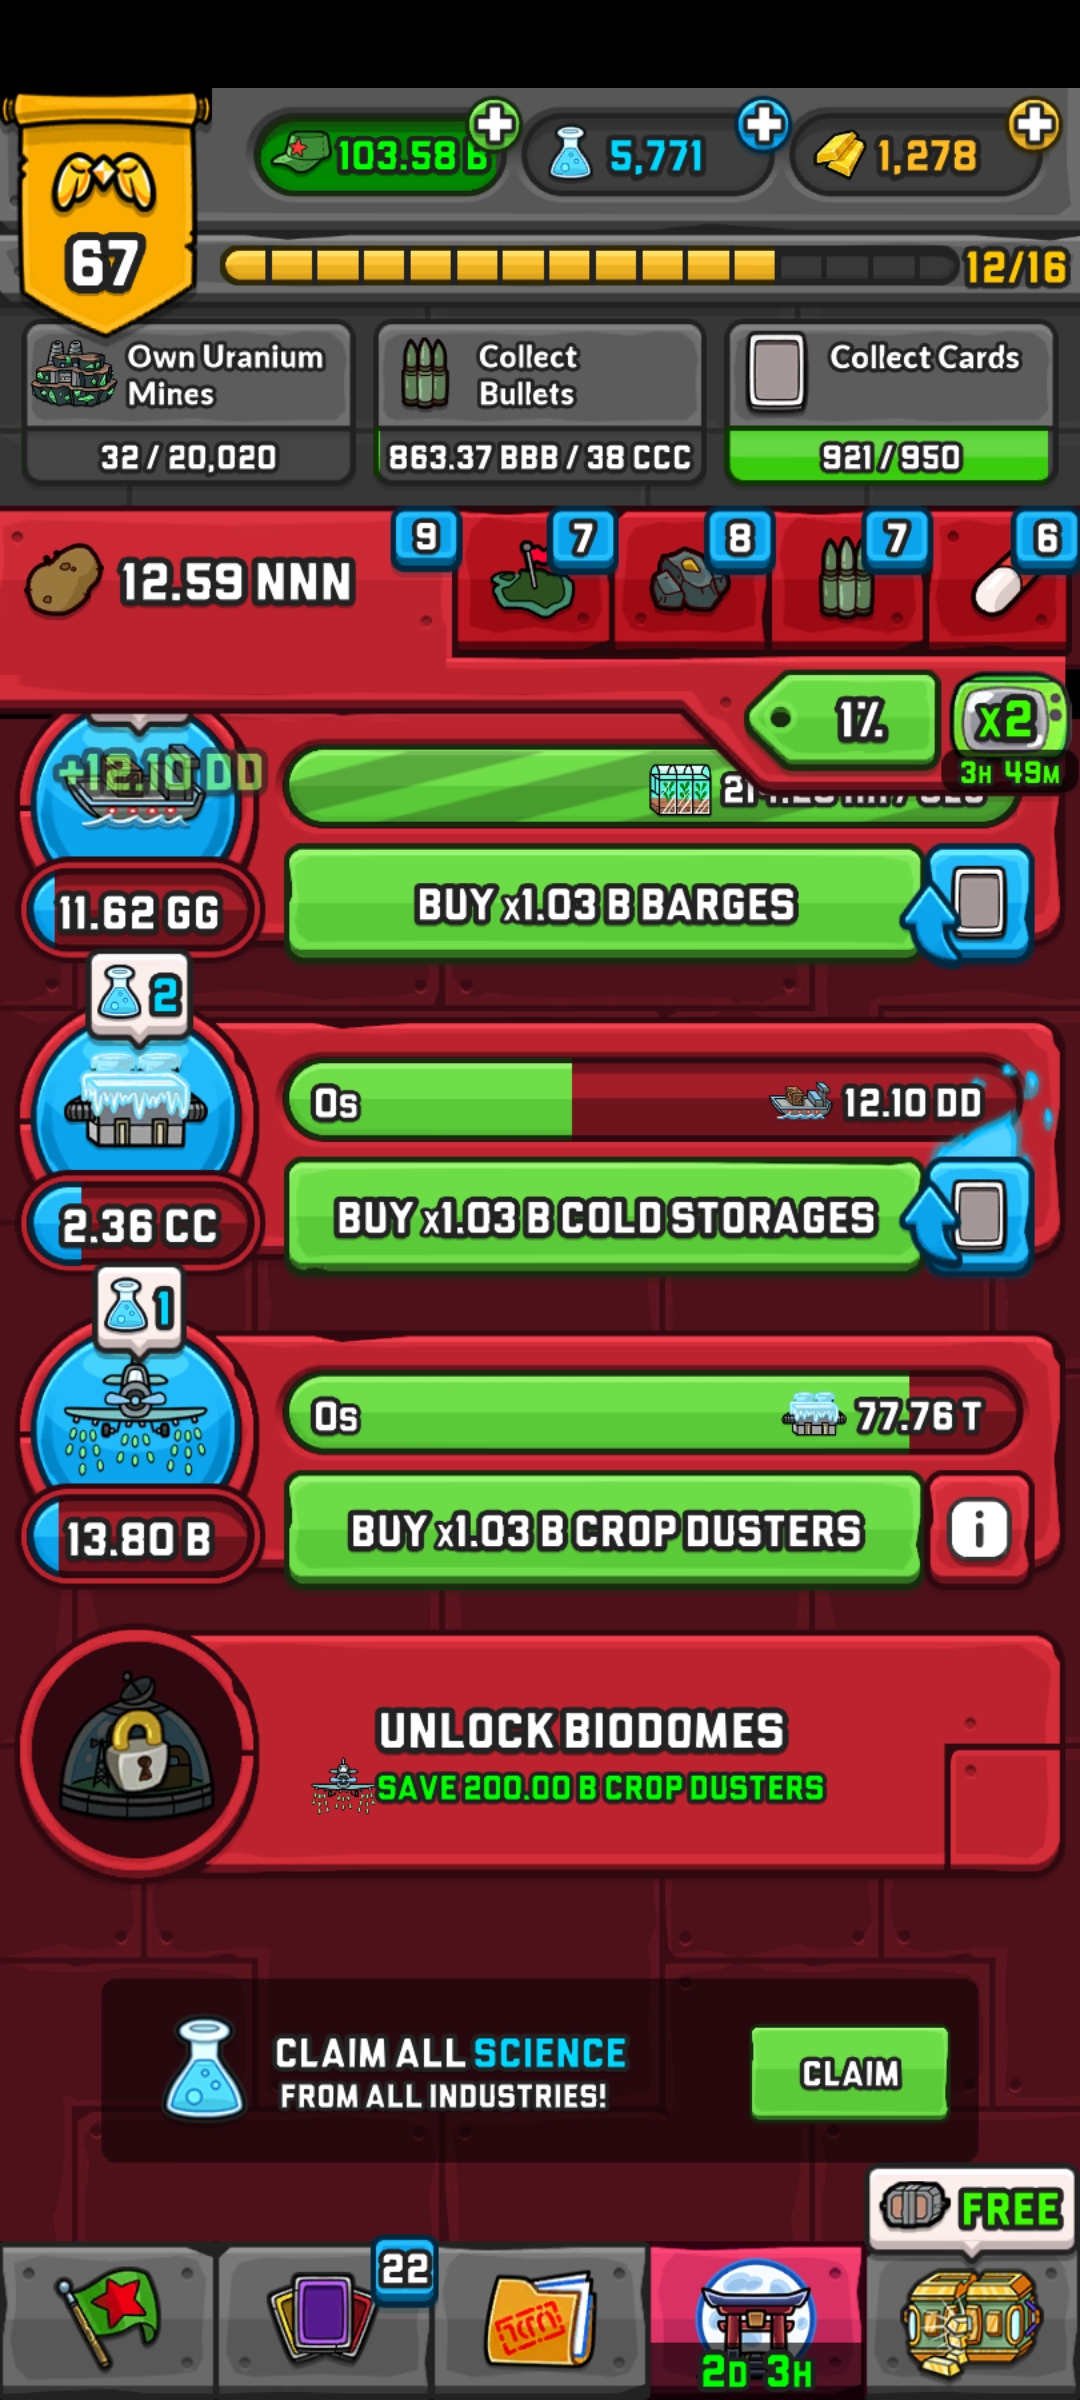 103.58 B
5,771
1,278
67
12/16
Own Uranium
Mines
32 / 20,020
Collect
Bullets
863.37 BBB / 38 CCC
Collect Cards
921 / 950
12.59 NNN
9
7
8
7
6
1%
x2
3H 49M
+12.10 DD
11.62 GG
BUY x1.03 B BARGES
2
0s
12.10 DD
2.36 CC
BUY x1.03 B COLD STORAGES
1
0s
77.76 T
13.80 B
BUY x1.03 B CROP DUSTERS
i
UNLOCK BIODOMES
SAVE 200.00 B CROP DUSTERS
CLAIM ALL SCIENCE
FROM ALL INDUSTRIES!
CLAIM
FREE
22
2D 3H